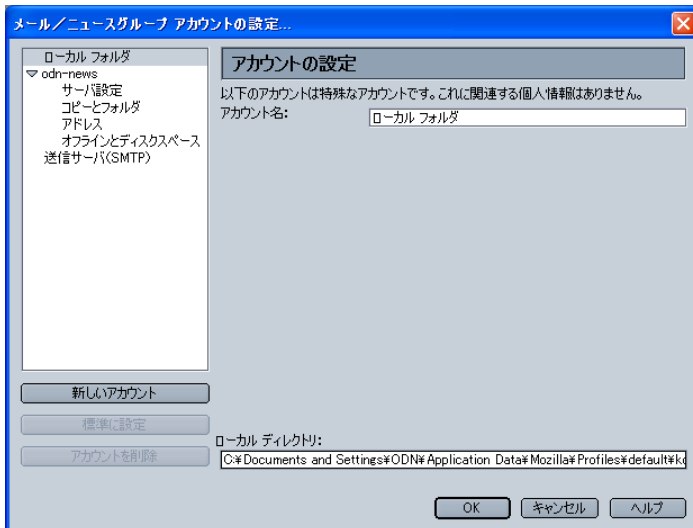 メール／ニュースグループ アカウントの設定...
ローカル フォルダ
odn-news
サーバ設定
コピーとフォルダ
アドレス
オフラインとディスクスペース
送信サーバ(SMTP)
新しいアカウント
標準に設定
アカウントを削除
アカウントの設定
以下のアカウントは特殊なアカウントです。これに関連する個人情報はありません。
アカウント名:
ローカル フォルダ
ローカル ディレクトリ:
C:¥Documents and Settings¥ODN¥Application Data¥Mozilla¥Profiles¥default¥
OK
キャンセル
ヘルプ